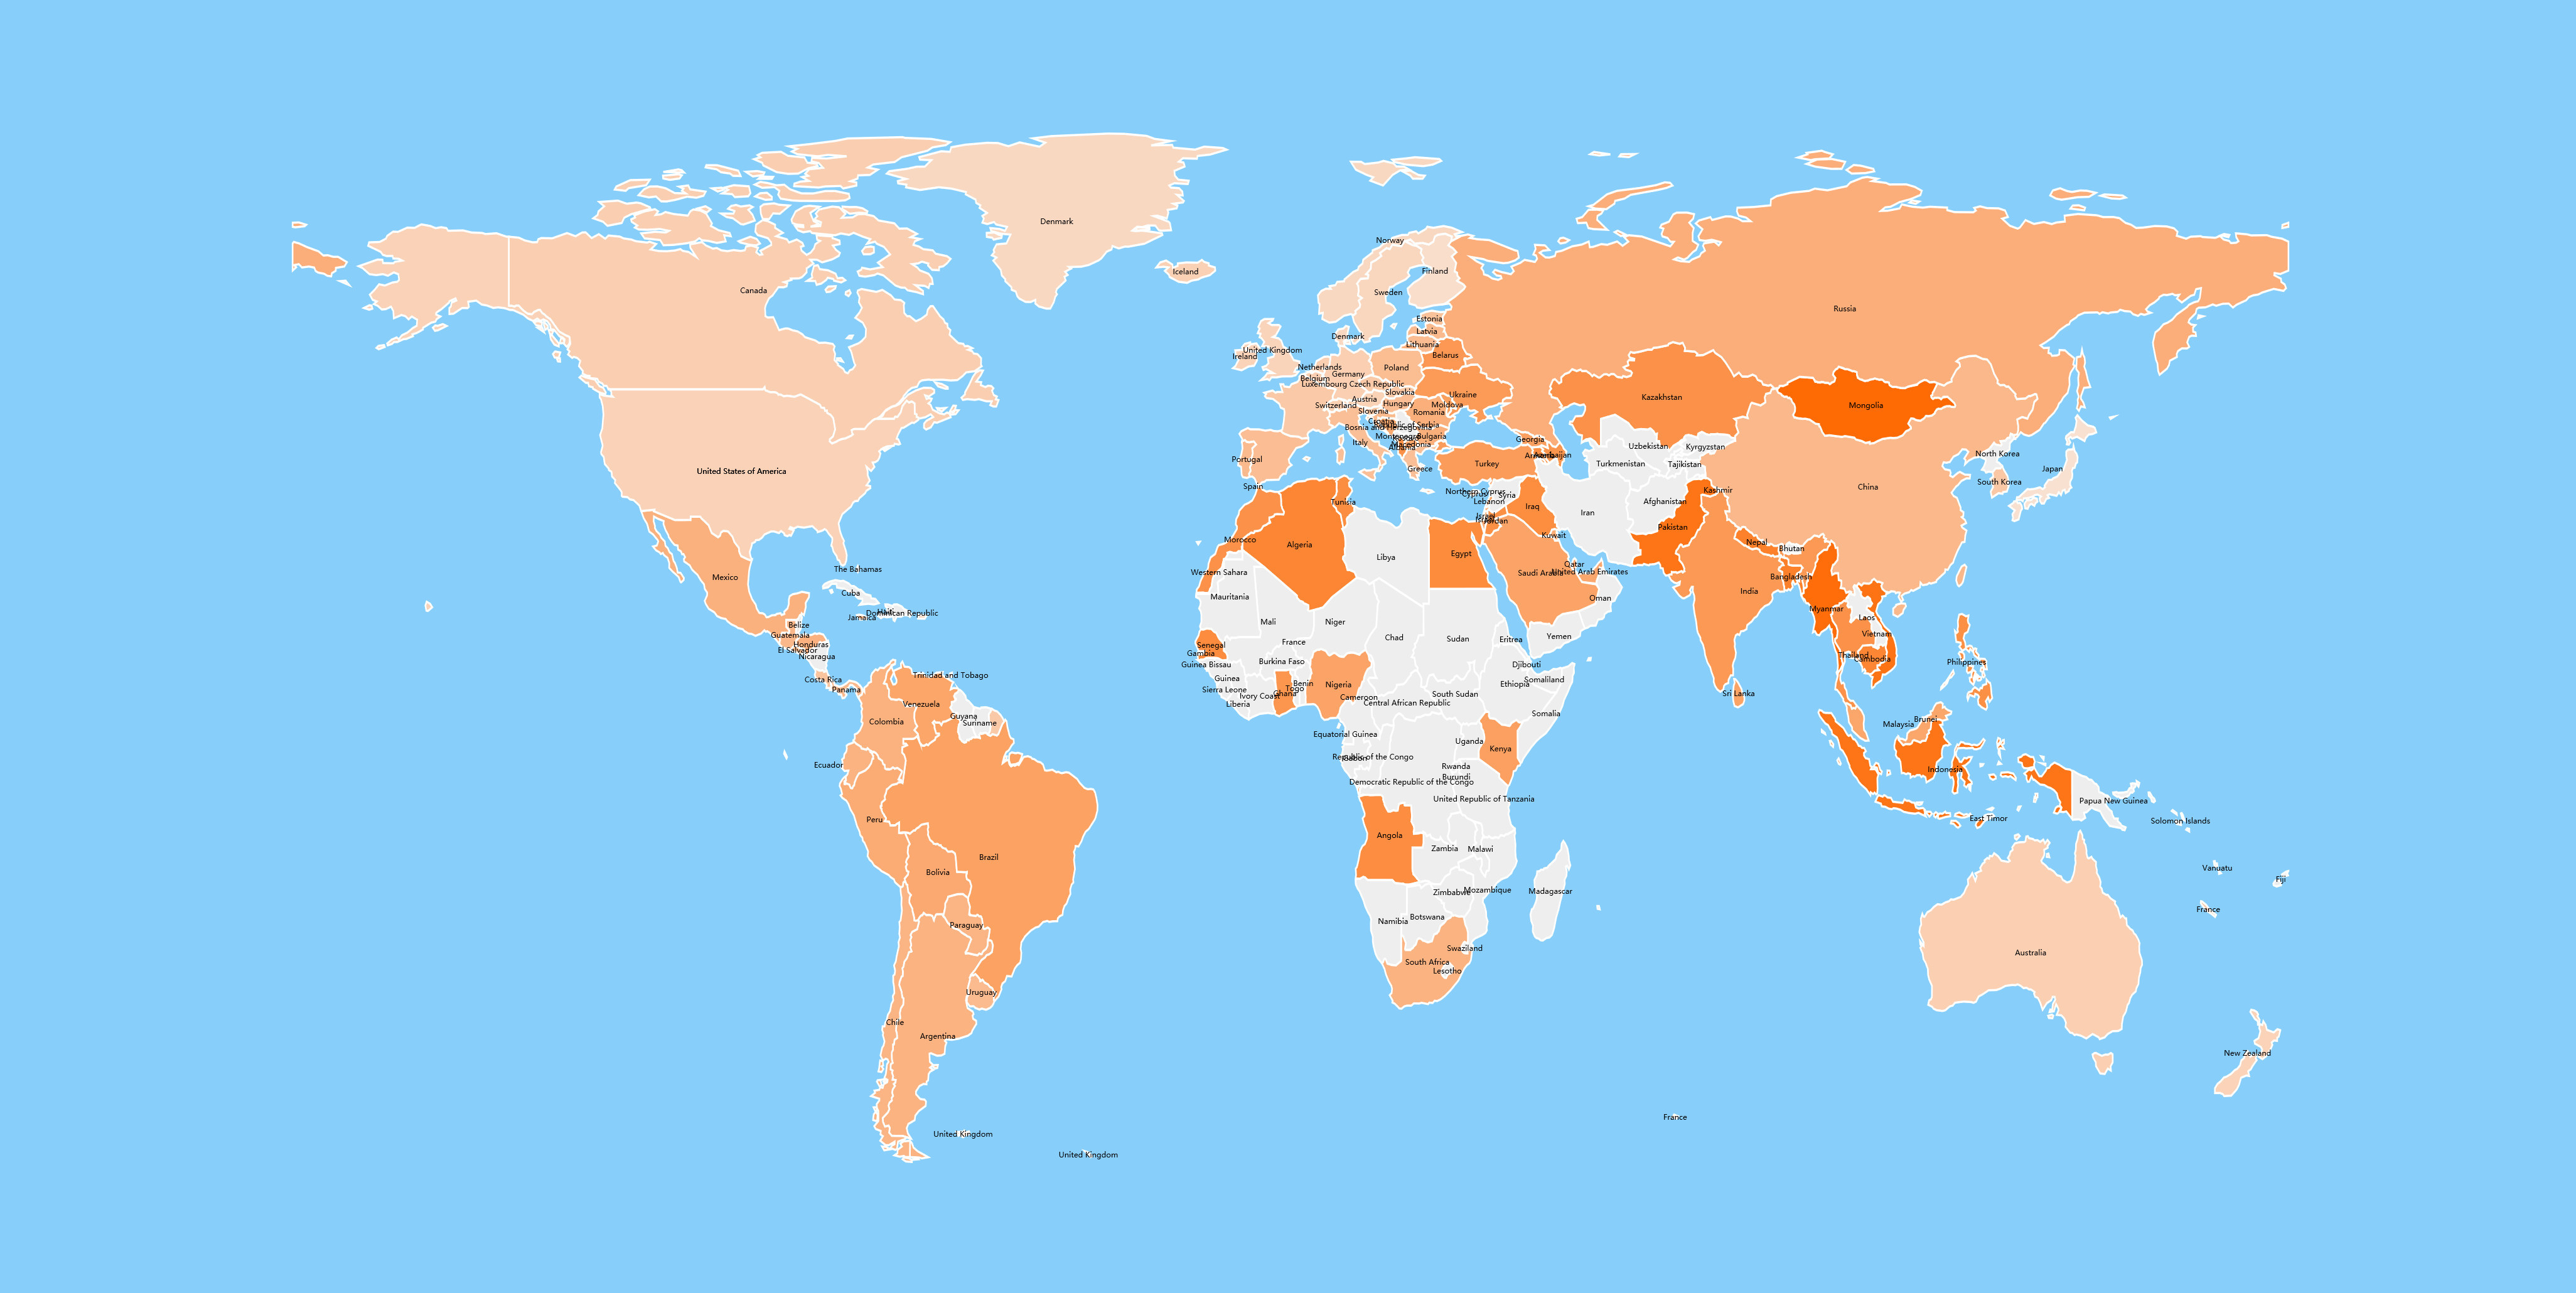 Denmark
Norway
Iceland
Finland
Canada
Sweden
Russia
Estonia
Latvia
Denmark
Lithuania
United Kingdom
Ireland
Belarus
Netherlands
Poland
Germany
Belgium
Luxembourg
Czech Republic
Slovakia
Ukraine
Kazakhstan
Austria
Hungary
Switzerland
Moldova
Mongolia
Slovenia
Romania
Croatia
Republic of Serbia
Bosnia and Herzegovina
Montenegro
Bulgaria
Georgia
Italy
Macedonia
Albania
Uzbekistan
Kyrgyzstan
Armenia
Azerbaijan
North Korea
Portugal
Turkey
Turkmenistan
Tajikistan
Greece
Japan
United States of America
South Korea
Spain
China
Kashmir
Northern Cyprus
Cyprus
Syria
Tunisia
Lebanon
Afghanistan
Iraq
Iran
Israel
Jordan
Pakistan
Kuwait
Morocco
Algeria
Nepal
Bhutan
Egypt
Libya
Qatar
The Bahamas
Western Sahara
Saudi Arabia
United Arab Emirates
Mexico
Bangladesh
India
Cuba
Mauritania
Oman
Myanmar
Haiti
Dominican Republic
Jamaica
Laos
Mali
Niger
Belize
Vietnam
Guatemala
Chad
Sudan
Eritrea
Yemen
France
Honduras
Senegal
El Salvador
Gambia
Nicaragua
Thailand
Cambodia
Burkina Faso
Philippines
Guinea Bissau
Djibouti
Trinidad and Tobago
Guinea
Costa Rica
Somaliland
Benin
Nigeria
Ethiopia
Panama
Sierra Leone
Togo
Ghana
Ivory Coast
South Sudan
Sri Lanka
Cameroon
Venezuela
Liberia
Central African Republic
Somalia
Guyana
Brunei
Colombia
Suriname
Malaysia
Equatorial Guinea
Uganda
Kenya
Republic of the Congo
Gabon
Ecuador
Rwanda
Indonesia
Burundi
Democratic Republic of the Congo
United Republic of Tanzania
Papua New Guinea
East Timor
Peru
Solomon Islands
Angola
Zambia
Malawi
Brazil
Vanuatu
Bolivia
Fiji
Zimbabwe
Mozambique
Madagascar
France
Botswana
Namibia
Paraguay
Swaziland
Australia
South Africa
Lesotho
Uruguay
Chile
Argentina
New Zealand
France
United Kingdom
United Kingdom